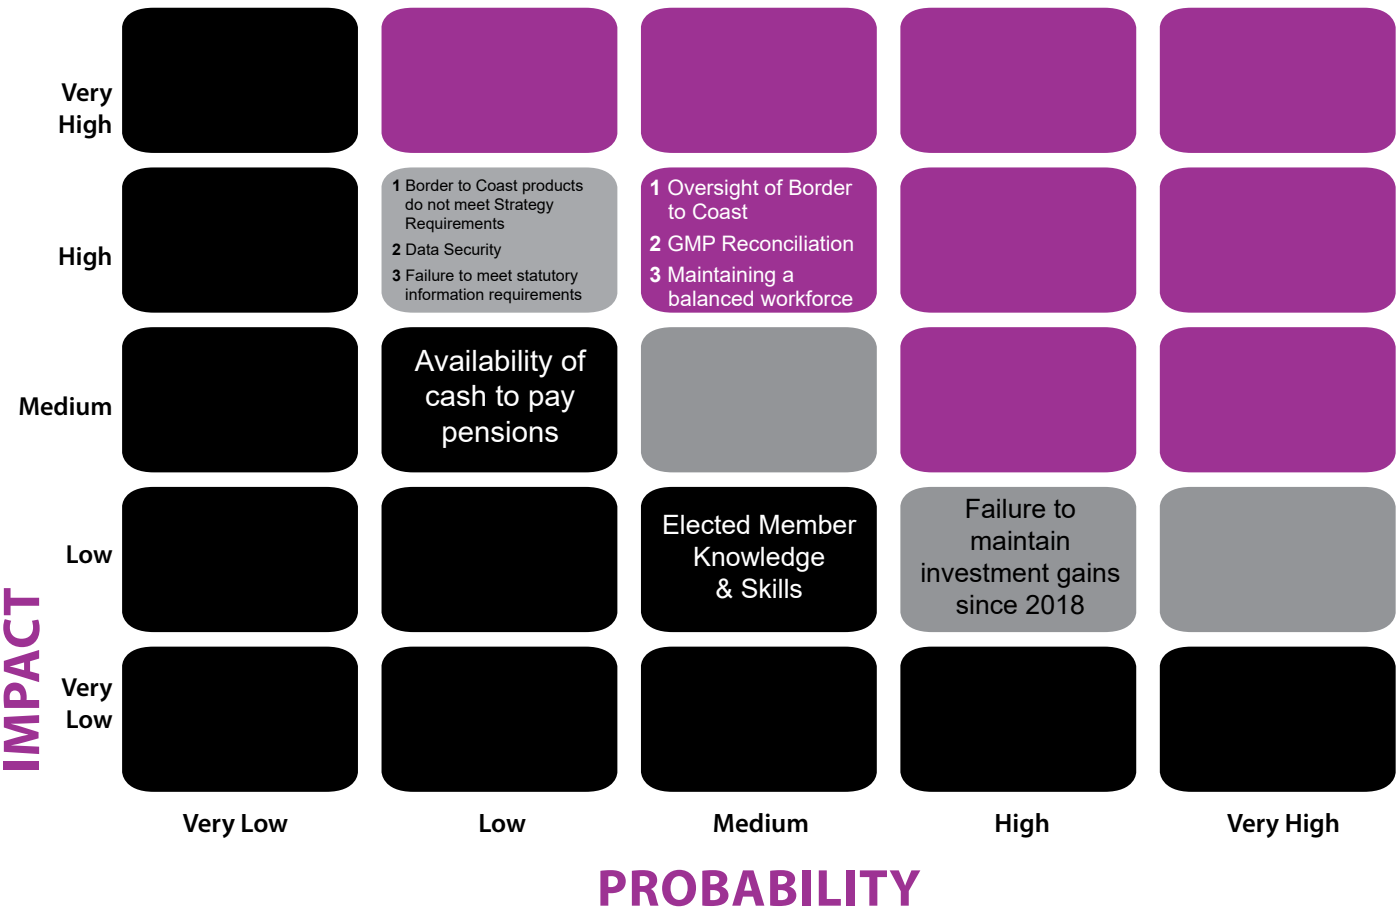 Very
High
High
1 Border to Coast products
do not meet Strategy
Requirements
2 Data Security
3 Failure to meet statutory
information requirements
1 Oversight of Border
to Coast
2 GMP Reconciliation
3 Maintaining a
balanced workforce
Medium
Availability of
cash to pay
pensions
Low
Elected Member
Knowledge
& Skills
Failure to
maintain
investment gains
since 2018
Very
Low
IMPACT
Very Low
Low
Medium
High
Very High
PROBABILITY